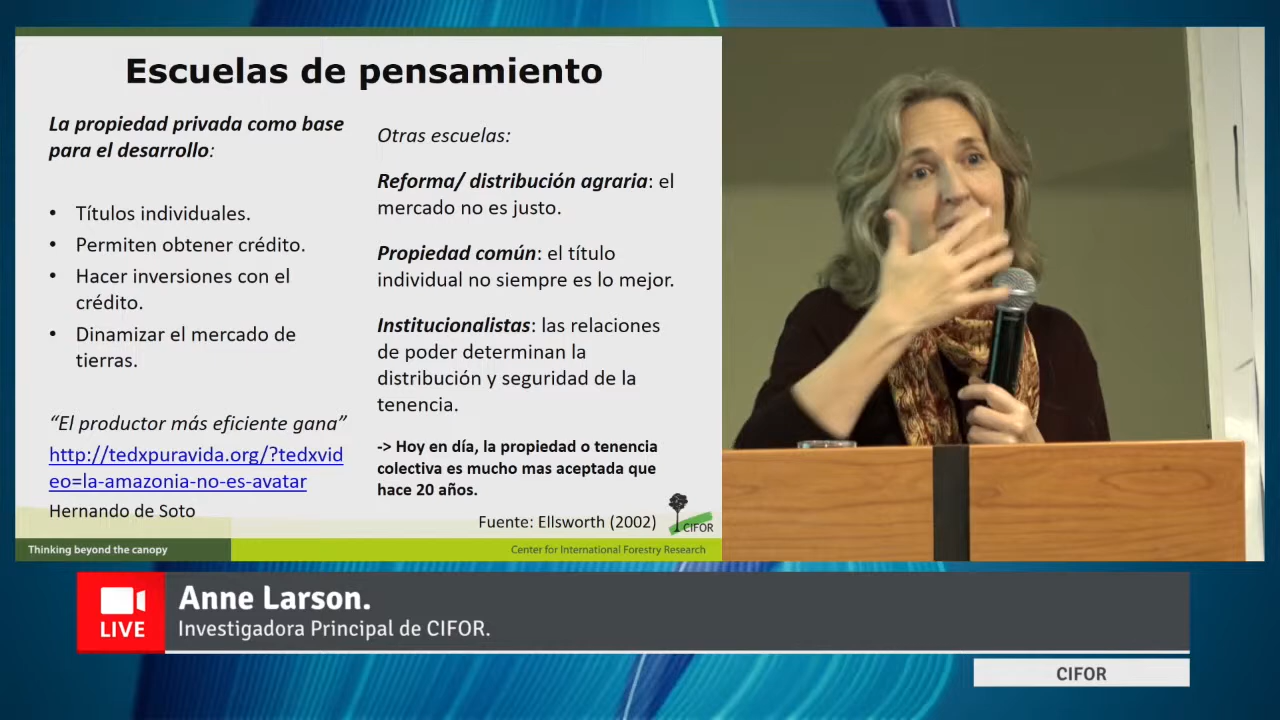 Escuelas de pensamiento
La propiedad privada como base
para el desarrollo:
• Títulos individuales.
• Permiten obtener crédito.
• Hacer inversiones con el
crédito.
• Dinamizar el mercado de
tierras.
“El productor más eficiente gana”
http://tedxpuravida.org/?tedxvid
eo=la-amazonia-no-es-avatar
Hernando de Soto
Otras escuelas:
Reforma/ distribución agraria: el
mercado no es justo.
Propiedad común: el título
individual no siempre es lo mejor.
Institucionalistas: las relaciones
de poder determinan la
distribución y seguridad de la
tenencia.
-> Hoy en día, la propiedad o tenencia
colectiva es mucho mas aceptada que
hace 20 años.
Fuente: Ellsworth (2002)
CIFOR
Thinking beyond the canopy
Center for International Forestry Research
LIVE
Anne Larson.
Investigadora Principal de CIFOR.
CIFOR